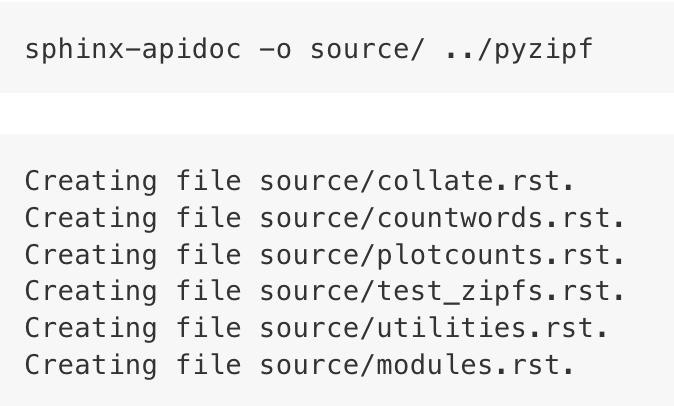 sphinx-apidoc -o source/ ../pyzipf
Creating file source/collate.rst.
Creating file source/countwords.rst.
Creating file source/plotcounts.rst.
Creating file source/test_zipfs.rst.
Creating file source/utilities.rst.
Creating file source/modules.rst.